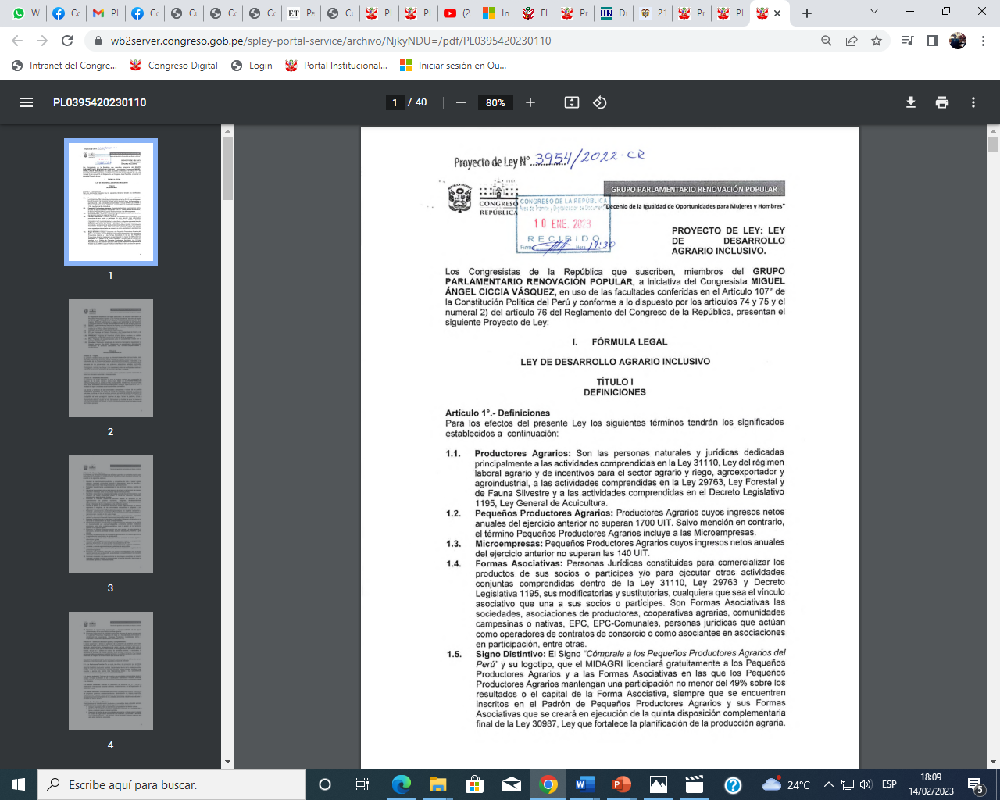 W
Co
PL
Co
Co
Co
Co
ET Pa
Co
PL
PL
(2
In
El
Pr
UN Di
21
Pr
PL
wb2server.congreso.gob.pe/spley-portal-service/archivo/NjkyNDU=/pdf/PL0395420230110
Intranet del Congre...
Congreso Digital
Login
Portal Institucional...
Iniciar sesión en Ou...
PL0395420230110
1 / 40
80%
1
2
3
4
Proyecto de Ley N° 3954/2022-CR
CONGRESO
REPÚBLICA
GRUPO PARLAMENTARIO RENOVACIÓN POPULAR
"Decenio de la Igualdad de Oportunidades para Mujeres y Hombres"
CONGRESO DE LA REPÚBLICA
Área de Trámite y Digitalización de Documentos
10 ENE. 2023
RECIBIDO
Firma Hora 19:30
PROYECTO DE LEY: LEY
DE DESARROLLO
AGRARIO INCLUSIVO.
Los Congresistas de la República que suscriben, miembros del GRUPO
PARLAMENTARIO RENOVACIÓN POPULAR, a iniciativa del Congresista MIGUEL
ÁNGEL CICCIA VÁSQUEZ, en uso de las facultades conferidas en el Artículo 107° de
la Constitución Política del Perú y conforme a lo dispuesto por los artículos 74 y 75 y el
numeral 2) del artículo 76 del Reglamento del Congreso de la República, presentan el
siguiente Proyecto de Ley:
I. FÓRMULA LEGAL
LEY DE DESARROLLO AGRARIO INCLUSIVO
TÍTULO I
DEFINICIONES
Artículo 1°.- Definiciones
Para los efectos del presente Ley los siguientes términos tendrán los significados
establecidos a continuación:
1.1. Productores Agrarios: Son las personas naturales y jurídicas dedicadas
principalmente a las actividades comprendidas en la Ley 31110, Ley del régimen
laboral agrario y de incentivos para el sector agrario y riego, agroexportador y
agroindustrial, a las actividades comprendidas en la Ley 29763, Ley Forestal y
de Fauna Silvestre y a las actividades comprendidas en el Decreto Legislativo
1195, Ley General de Acuicultura.
1.2. Pequeños Productores Agrarios: Productores Agrarios cuyos ingresos netos
anuales del ejercicio anterior no superan 1700 UIT. Salvo mención en contrario,
el término Pequeños Productores Agrarios incluye a las Microempresas.
1.3. Microempresas: Pequeños Productores Agrarios cuyos ingresos netos anuales
del ejercicio anterior no superan las 140 UIT.
1.4. Formas Asociativas: Personas Jurídicas constituidas para comercializar los
productos de sus socios o partícipes y/o para ejecutar otras actividades
conjuntas comprendidas dentro de la Ley 31110, Ley 29763 y Decreto
Legislativa 1195, sus modificatorias y sustitutorias, cualquiera que sea el vínculo
asociativo que una a sus socios o partícipes. Son Formas Asociativas las
sociedades, asociaciones de productores, cooperativas agrarias, comunidades
campesinas o nativas, EPC, EPC-Comunales, personas jurídicas que actúan
como operadores de contratos de consorcio o como asociantes en asociaciones
en participación, entre otras.
1.5. Signo Distintivo: El Signo "Cómprale a los Pequeños Productores Agrarios del
Perú" y su logotipo, que el MIDAGRI licenciará gratuitamente a los Pequeños
Productores Agrarios y a las Formas Asociativas en las que los Pequeños
Productores Agrarios mantengan una participación no menor del 49% sobre los
resultados o el capital de la Forma Asociativa, siempre que se encuentren
inscritos en el Padrón de Pequeños Productores Agrarios y sus Formas
Asociativas que se creará en ejecución de la quinta disposición complementaria
final de la Ley 30987, Ley que fortalece la planificación de la producción agraria.
Escribe aquí para buscar.
24°C
ESP
18:09
14/02/2023
5